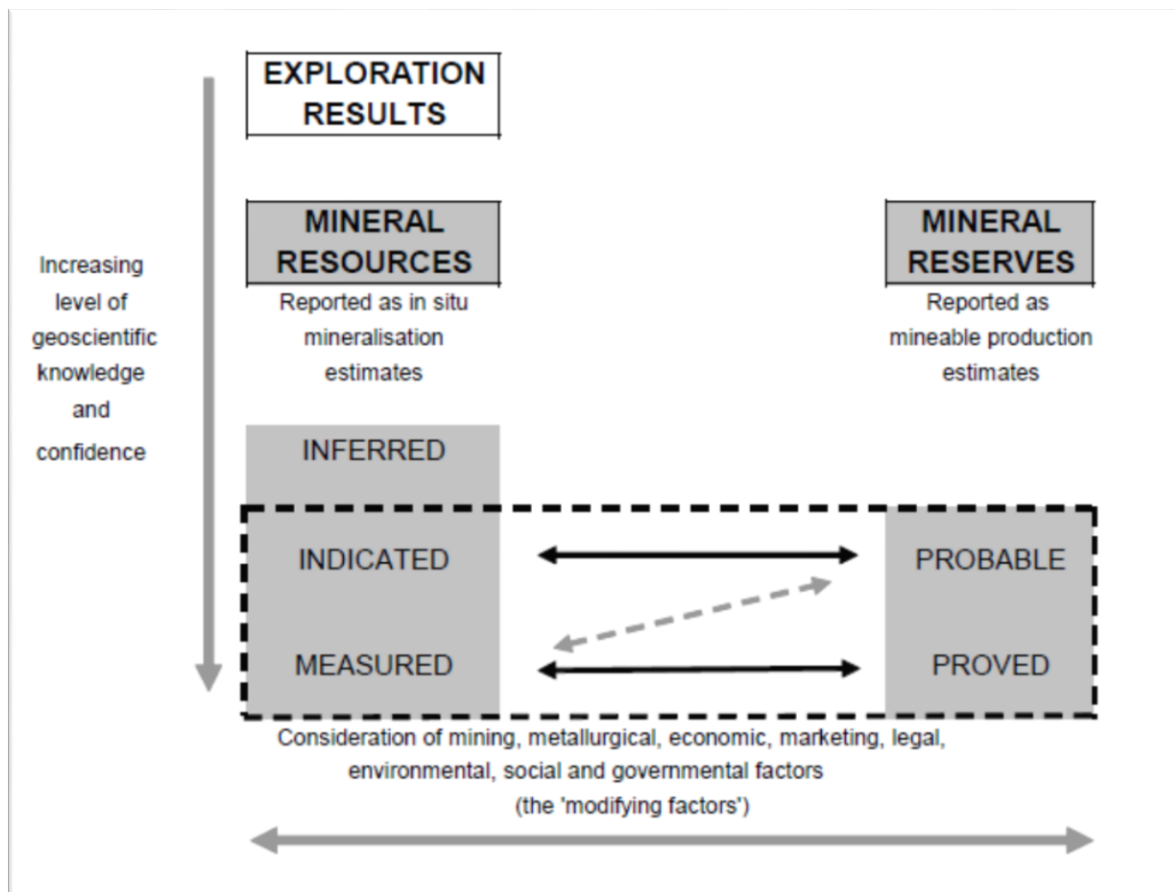 EXPLORATION
RESULTS
MINERAL
RESOURCES
Reported as in situ
mineralisation
estimates
MINERAL
RESERVES
Reported as
mineable production
estimates
Increasing
level of
geoscientific
knowledge
and
confidence
INFERRED
INDICATED
PROBABLE
MEASURED
PROVED
Consideration of mining, metallurgical, economic, marketing, legal,
environmental, social and governmental factors
(the 'modifying factors')